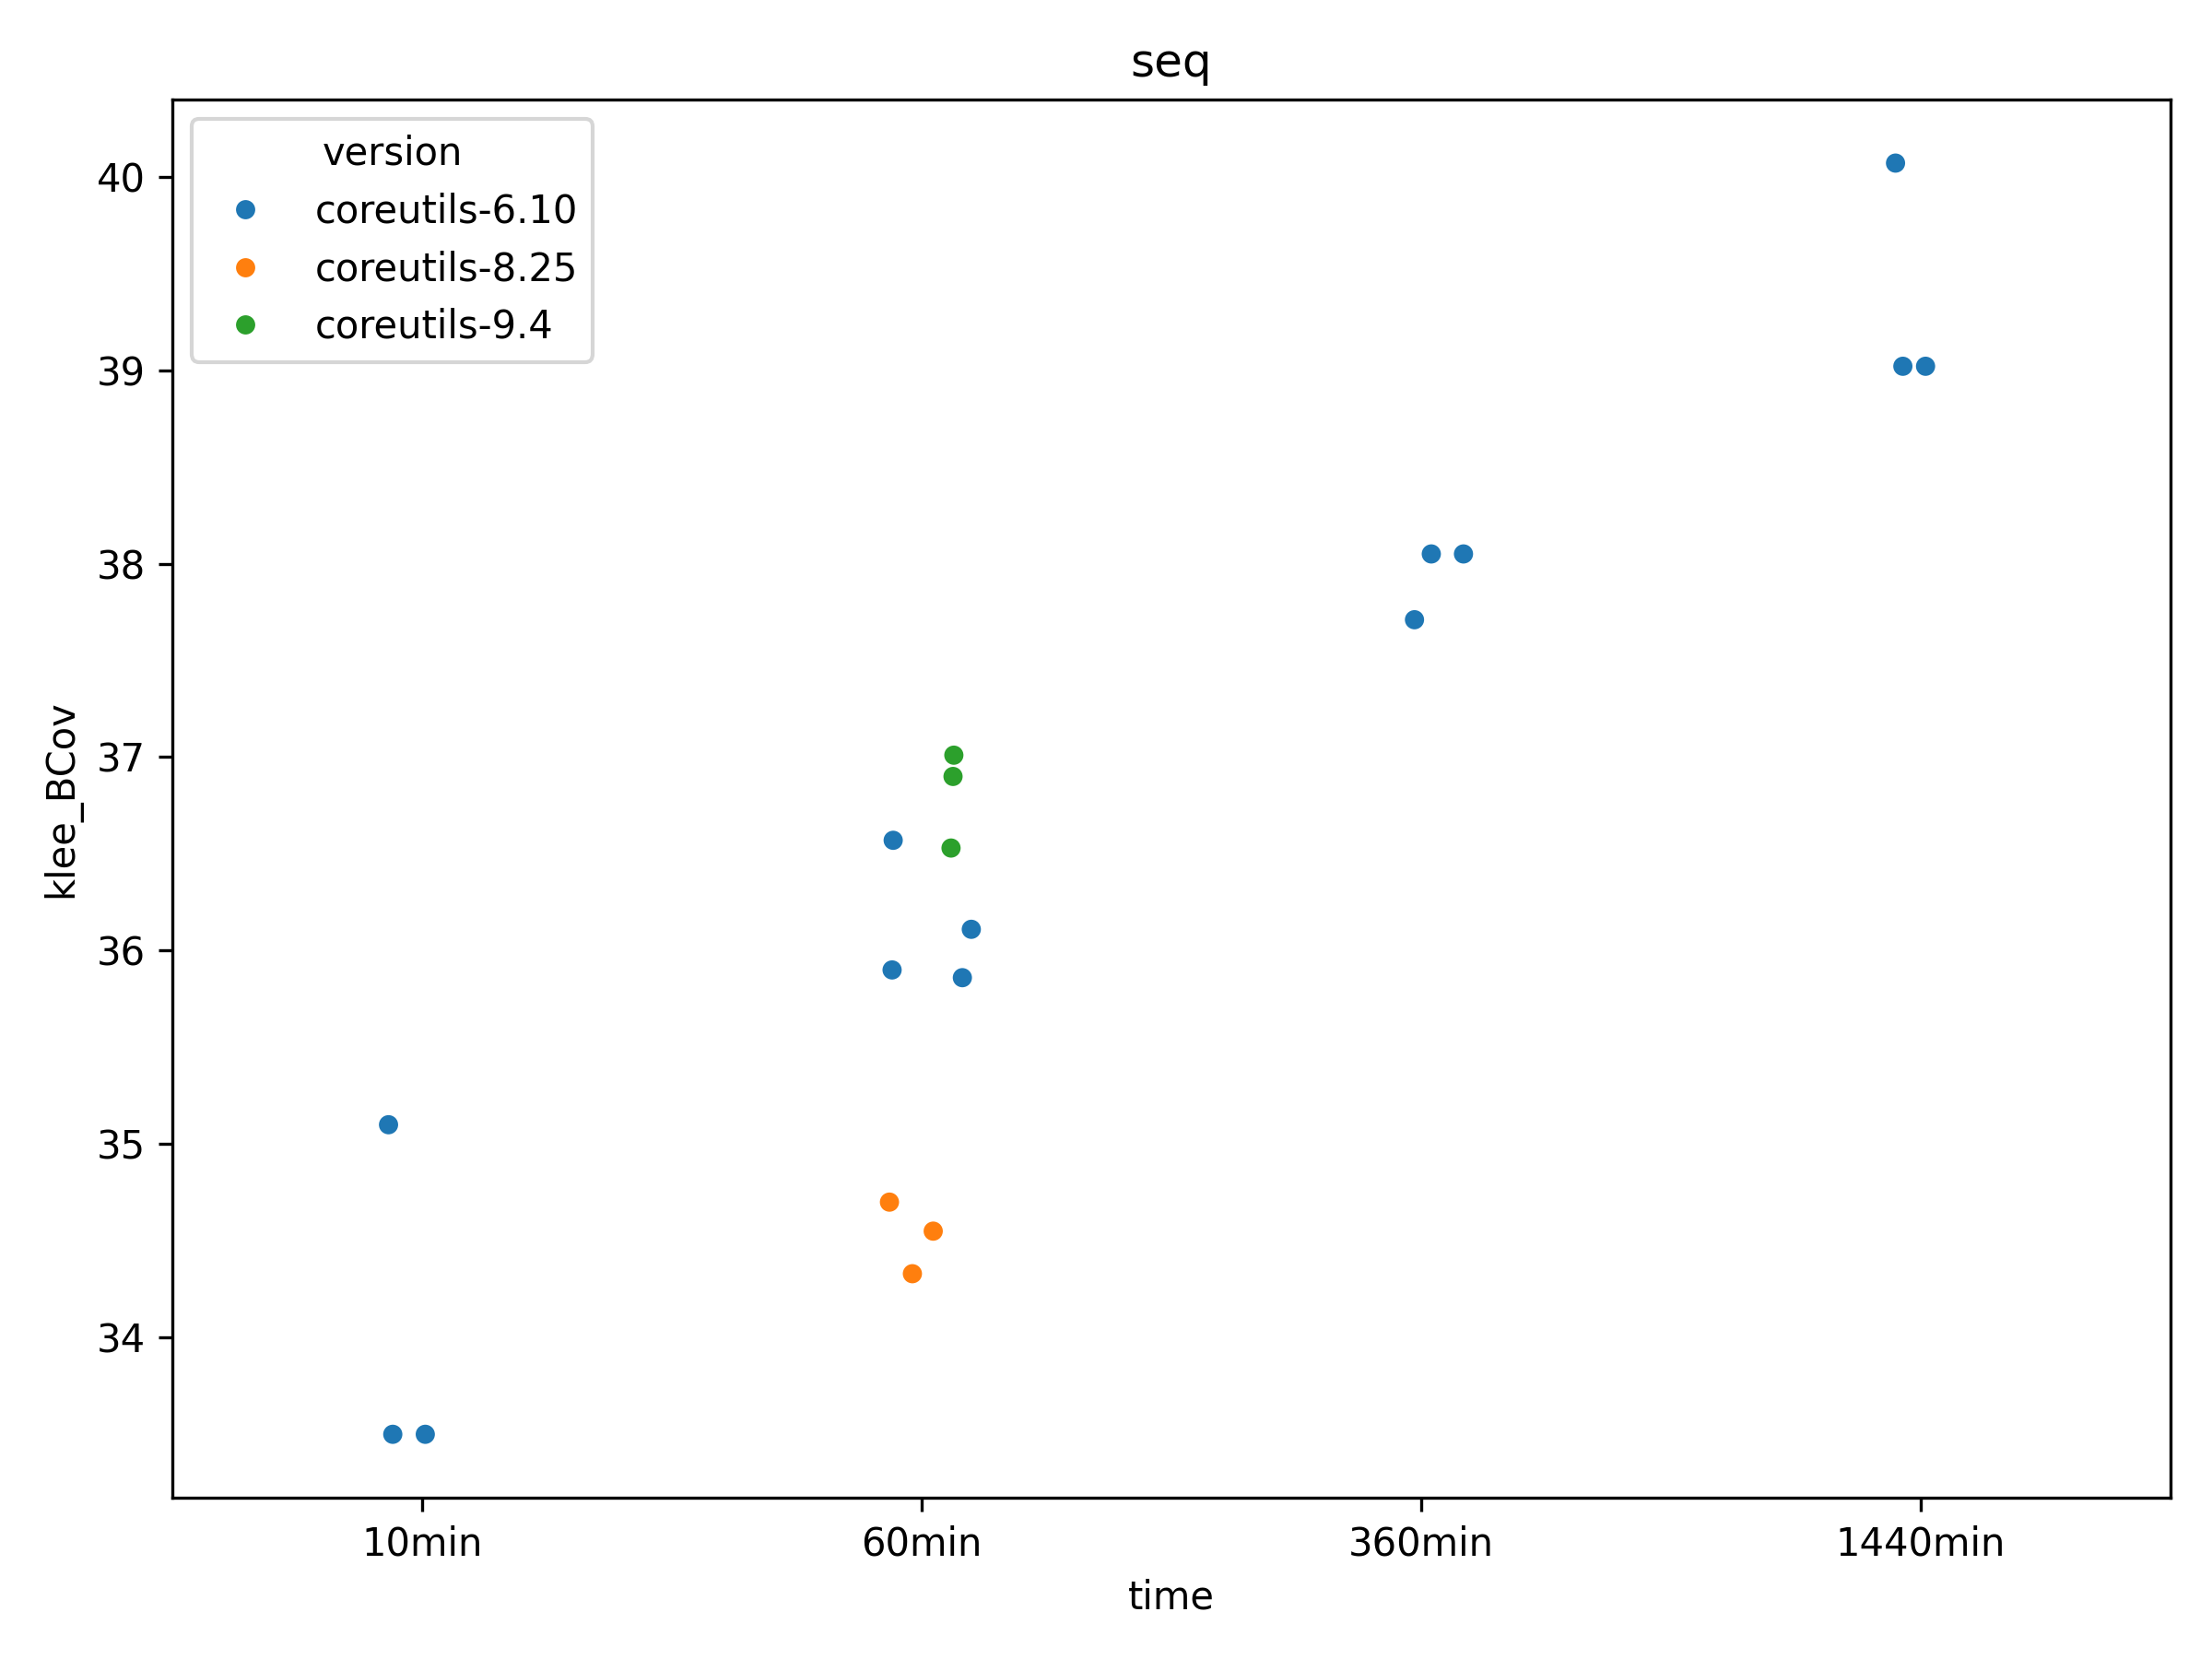 seq
version
coreutils-6.10
coreutils-8.25
coreutils-9.4
40
39
38
37
36
35
34
klee_BCov
10min
60min
360min
1440min
time